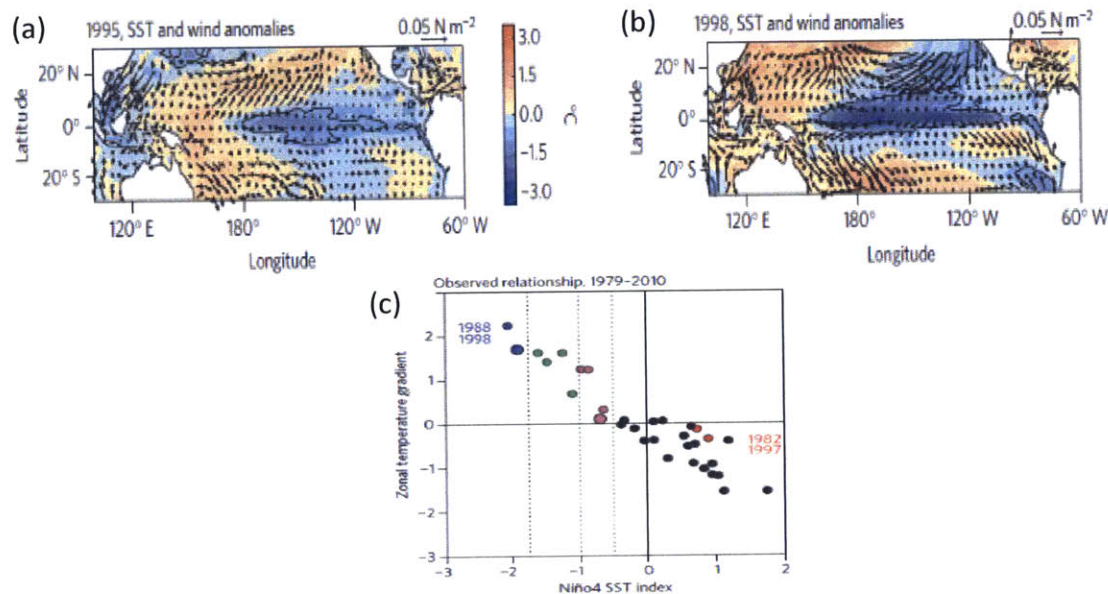 (a)
1995, SST and wind anomalies
0.05 N m−2
Latitude
20° N
0°
20° S
120° E
180°
120° W
60° W
Longitude
3.0
1.5
0.0
−1.5
−3.0
°C
(b)
1998, SST and wind anomalies
0.05 N m−2
Latitude
20° N
0°
20° S
120° E
180°
120° W
60° W
Longitude
(c)
Observed relationship, 1979–2010
Zonal temperature gradient
2
1
0
−1
−2
−3
1988
1998
1982
1997
−3
−2
−1
0
1
2
Niño4 SST index